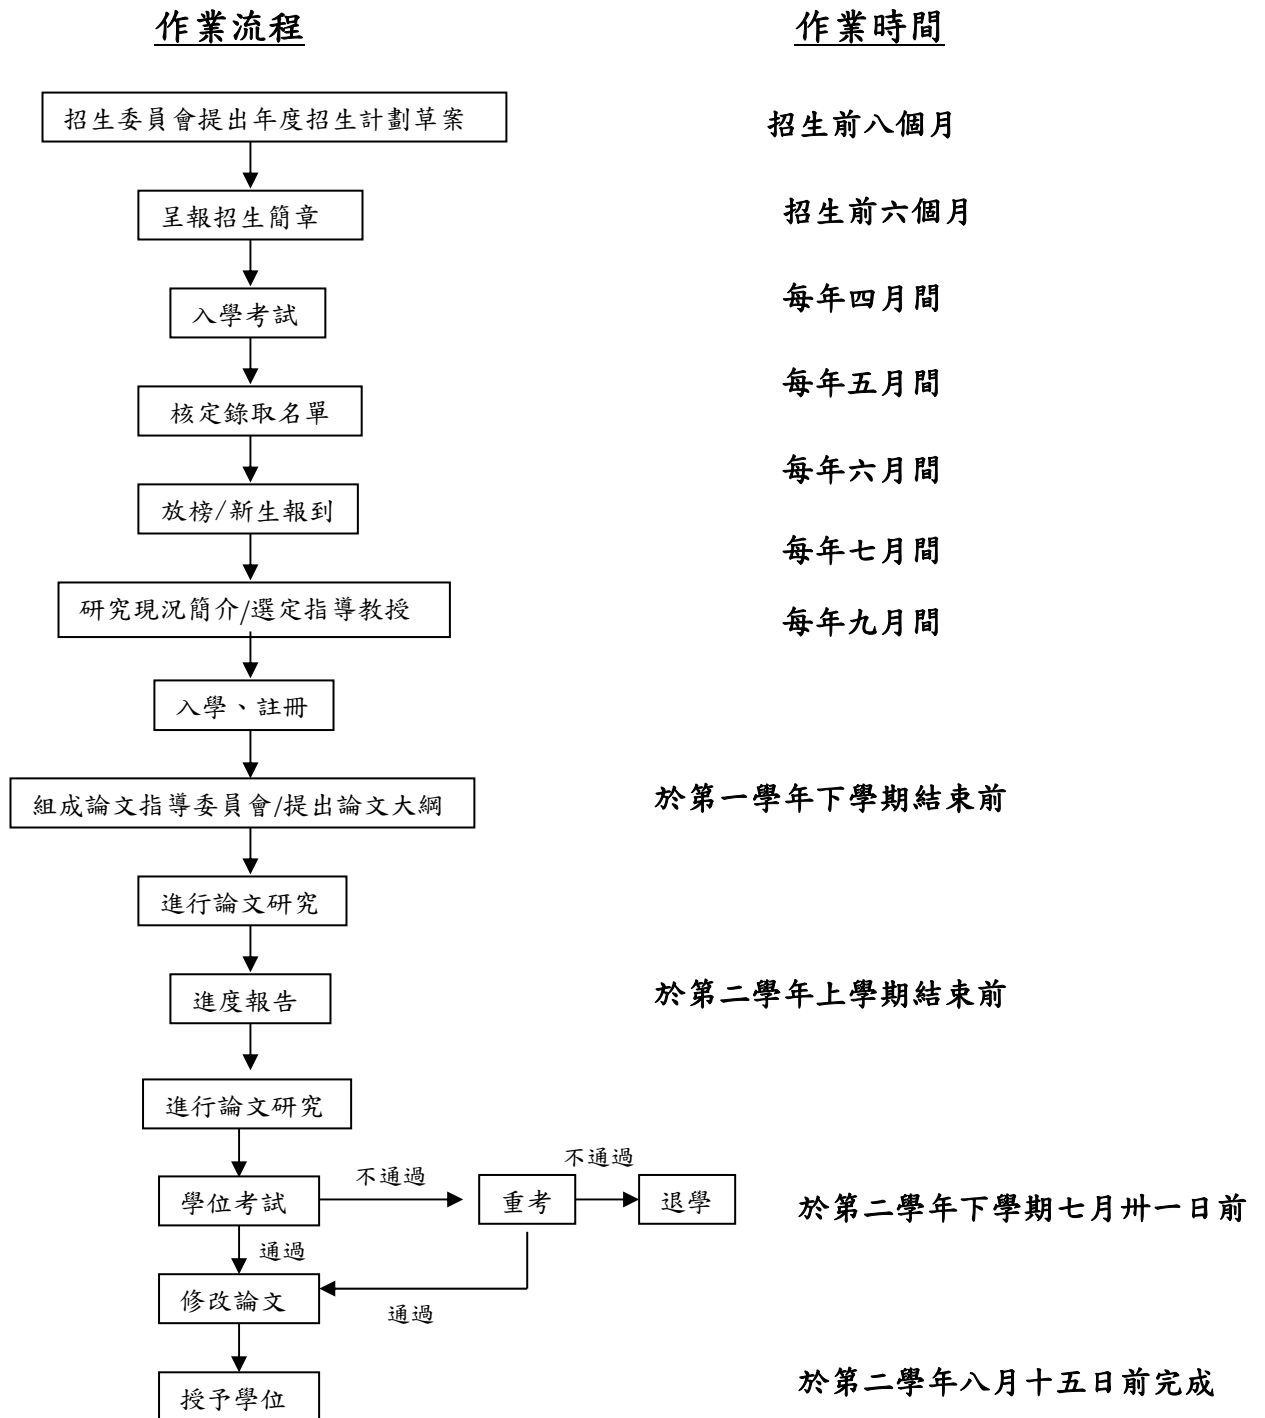 作業流程
作業時間
招生委員會提出年度招生計劃草案
招生前八個月
呈報招生簡章
招生前六個月
入學考試
每年四月間
核定錄取名單
每年五月間
放榜/新生報到
每年六月間
每年七月間
研究現況簡介/選定指導教授
每年九月間
入學、註冊
組成論文指導委員會/提出論文大綱
於第一學年下學期結束前
進行論文研究
進度報告
於第二學年上學期結束前
進行論文研究
學位考試
不通過
重考
不通過
退學
於第二學年下學期七月卅一日前
通過
修改論文
通過
授予學位
於第二學年八月十五日前完成